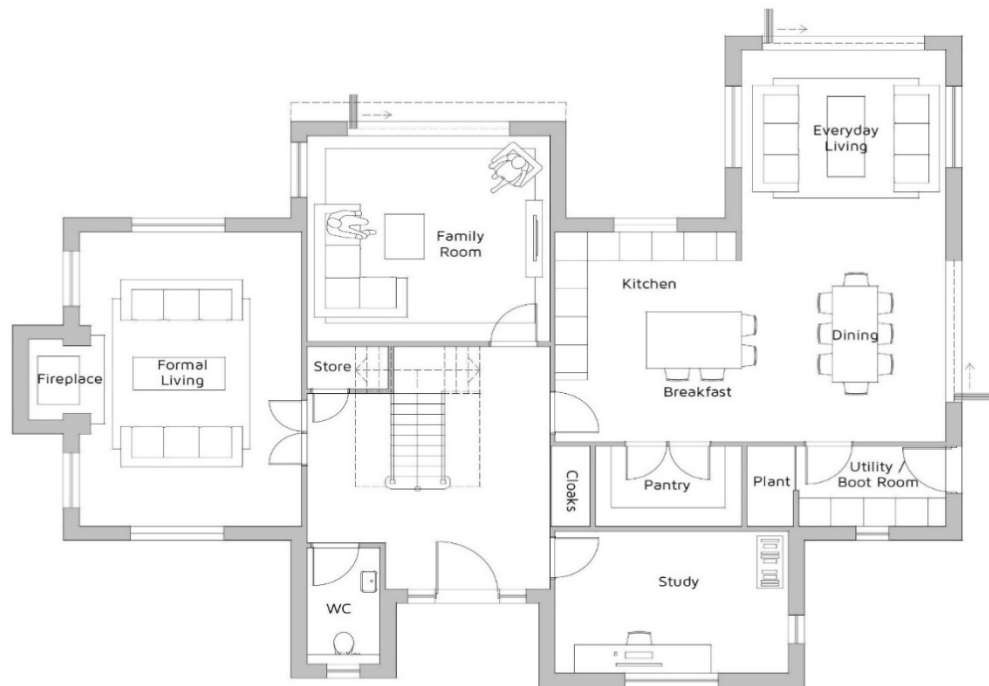 Everyday
Living
Family
Room
Kitchen
Store
Fireplace
Formal
Living
Dining
Breakfast
Cloaks
Pantry
Plant
Utility /
Boot Room
Study
WC